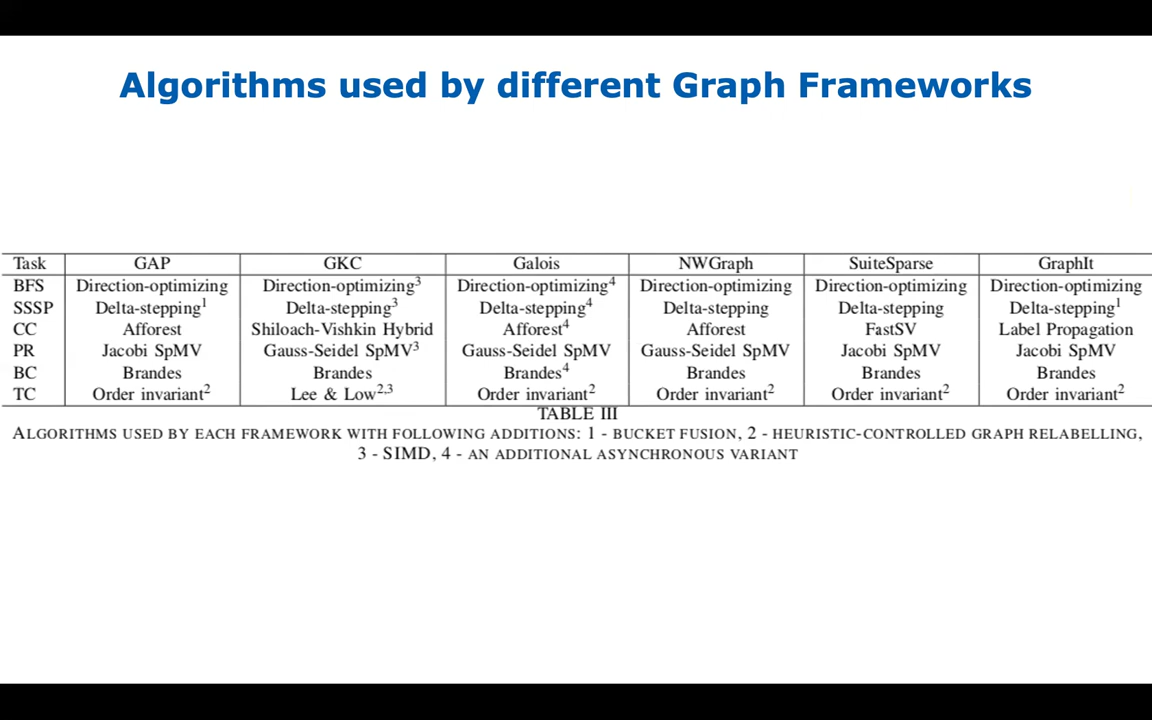 Algorithms used by different Graph Frameworks
Task GAP GKC Galois NWGraph SuiteSparse GraphIt
BFS Direction-optimizing Direction-optimizing³ Direction-optimizing⁴ Direction-optimizing Direction-optimizing Direction-optimizing
SSSP Delta-stepping¹ Delta-stepping³ Delta-stepping⁴ Delta-stepping Delta-stepping Delta-stepping¹
CC Afforest Shiloach-Vishkin Hybrid Afforest⁴ Afforest FastSV Label Propagation
PR Jacobi SpMV Gauss-Seidel SpMV³ Gauss-Seidel SpMV Gauss-Seidel SpMV Jacobi SpMV Jacobi SpMV
BC Brandes Brandes Brandes⁴ Brandes Brandes Brandes
TC Order invariant² Lee & Low²,³ Order invariant² Order invariant² Order invariant² Order invariant²
TABLE III
ALGORITHMS USED BY EACH FRAMEWORK WITH FOLLOWING ADDITIONS: 1 - BUCKET FUSION, 2 - HEURISTIC-CONTROLLED GRAPH RELABELLING,
3 - SIMD, 4 - AN ADDITIONAL ASYNCHRONOUS VARIANT